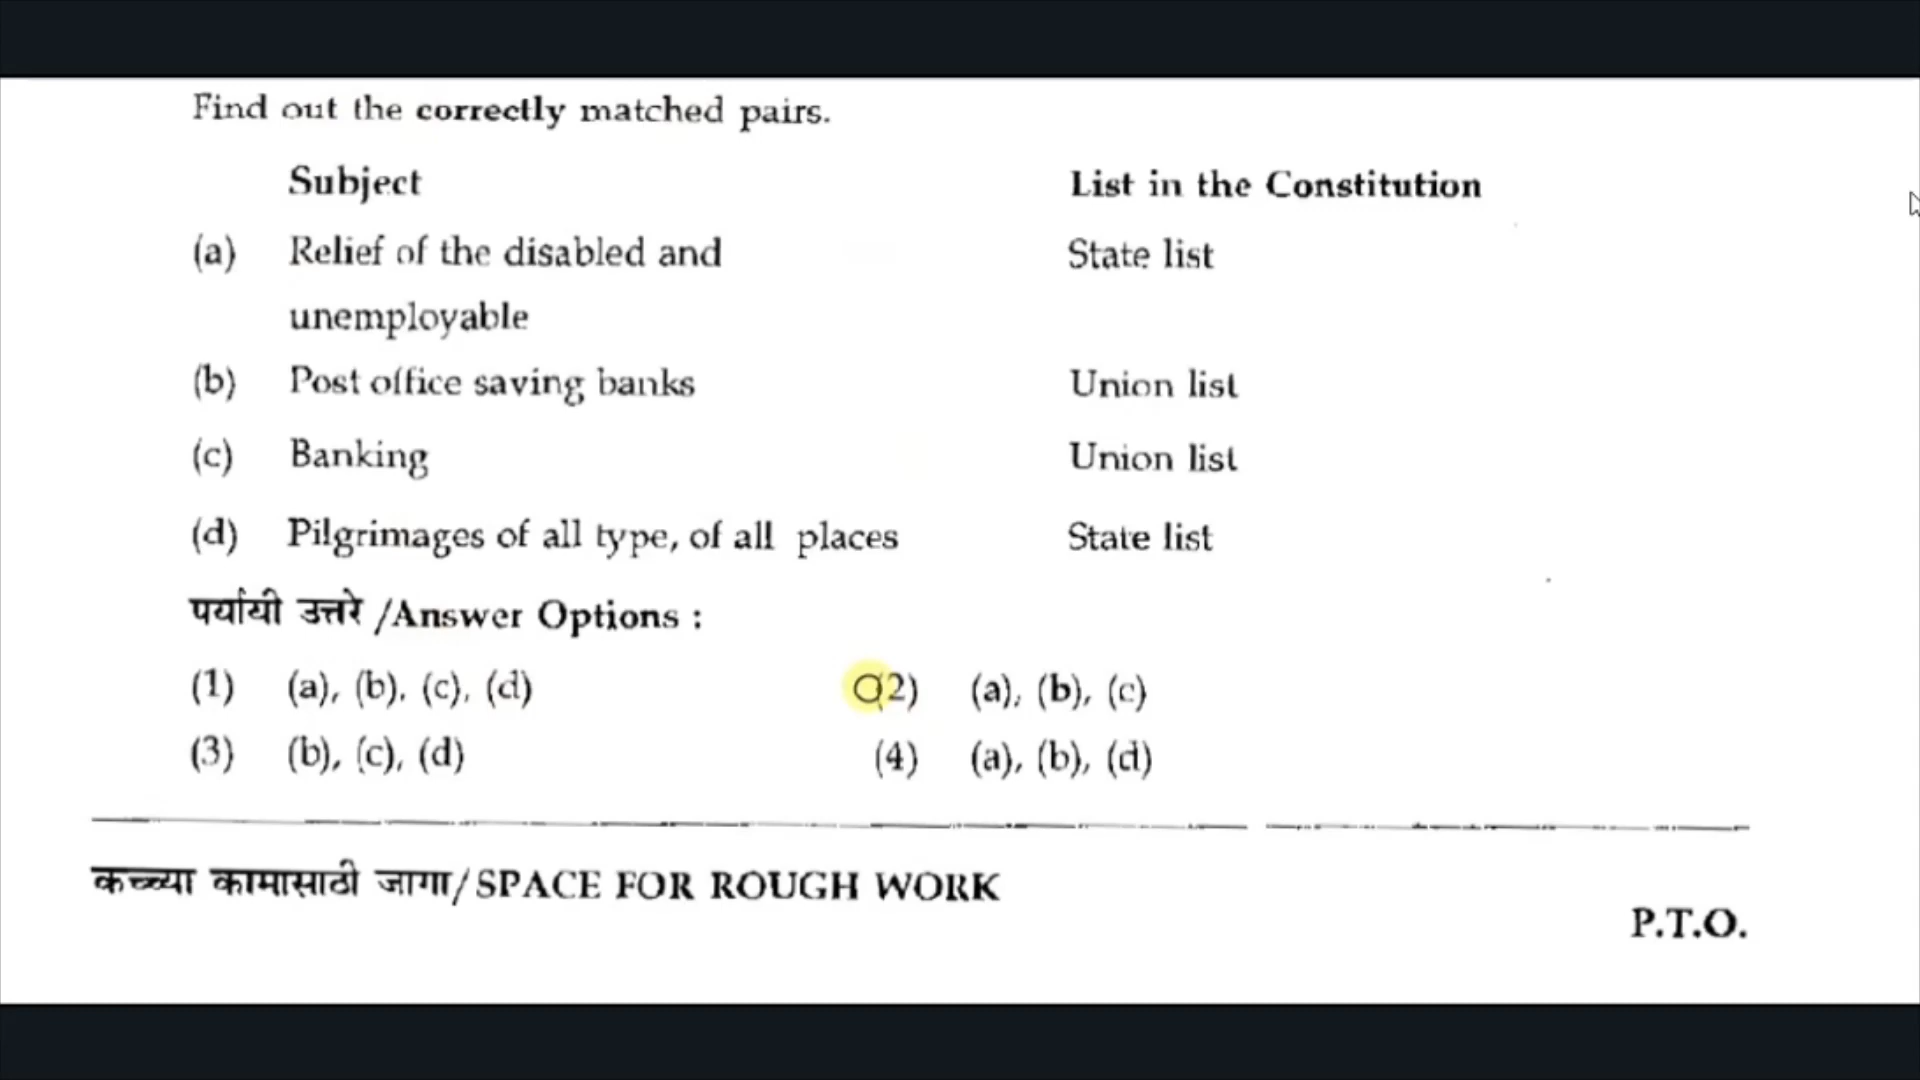 Find out the correctly matched pairs.
Subject List in the Constitution
(a) Relief of the disabled and State list
unemployable
(b) Post office saving banks Union list
(c) Banking Union list
(d) Pilgrimages of all type, of all places State list
पर्यायी उत्तरे /Answer Options :
(1) (a), (b), (c), (d) (2) (a), (b), (c)
(3) (b), (c), (d) (4) (a), (b), (d)
कच्च्या कामासाठी जागा/SPACE FOR ROUGH WORK
P.T.O.